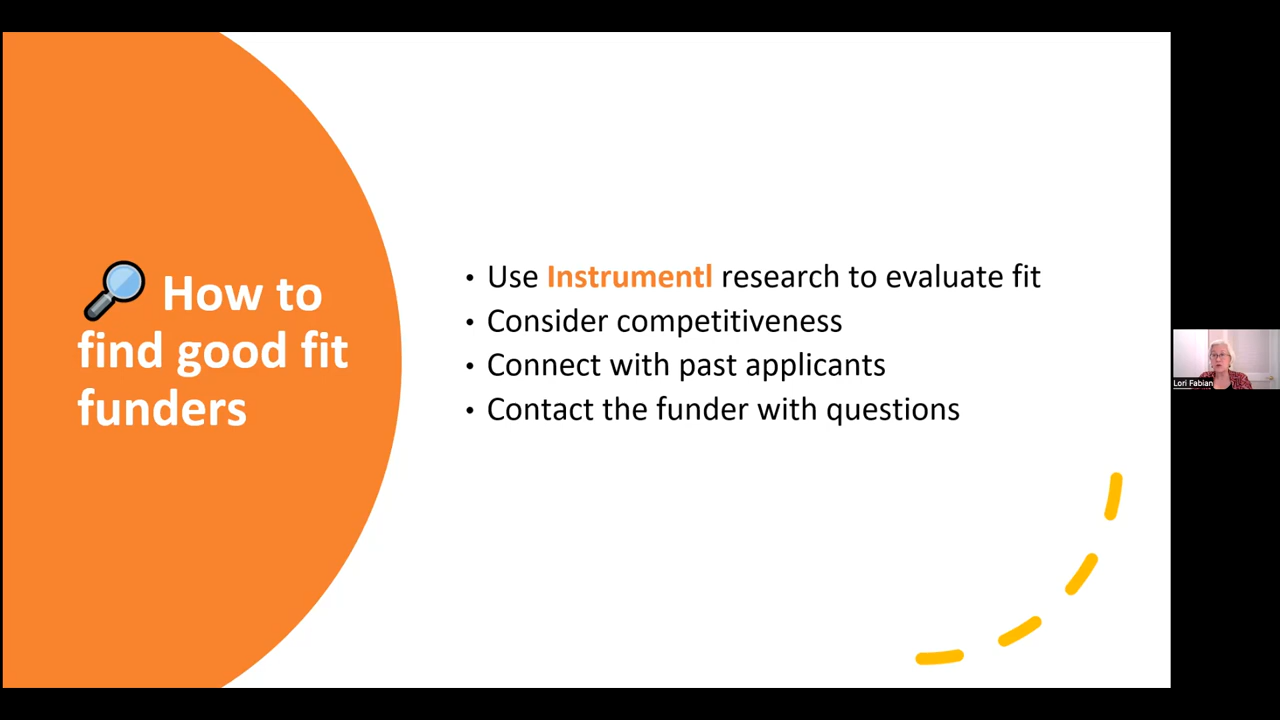 How to
find good fit
funders
• Use Instrumentl research to evaluate fit
• Consider competitiveness
• Connect with past applicants
• Contact the funder with questions
Lori Fabian